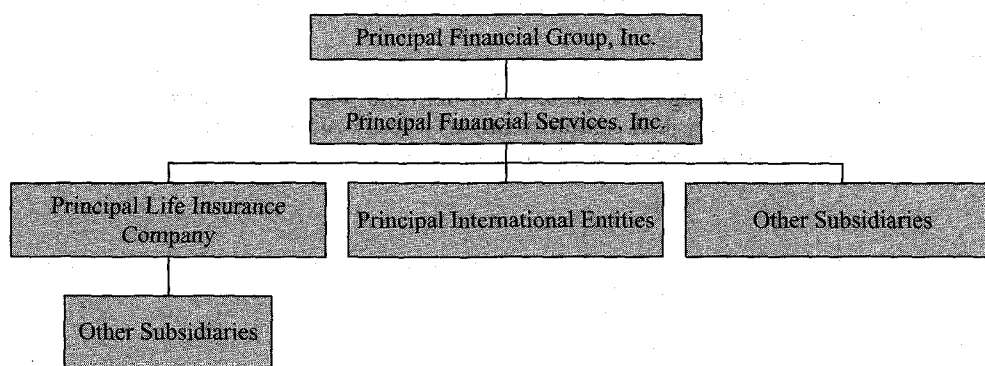 Principal Financial Group, Inc.
Principal Financial Services, Inc.
Principal Life Insurance
Company
Principal International Entities
Other Subsidiaries
Other Subsidiaries